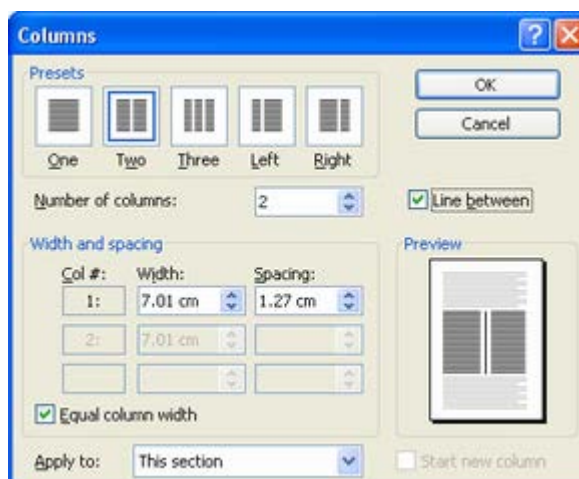 Columns
Presets
One Two Three Left Right
OK
Cancel
Number of columns: 2
Line between
Width and spacing
Col #: Width: Spacing:
1: 7.01 cm 1.27 cm
2: 7.01 cm
Equal column width
Preview
Apply to: This section
Start new column